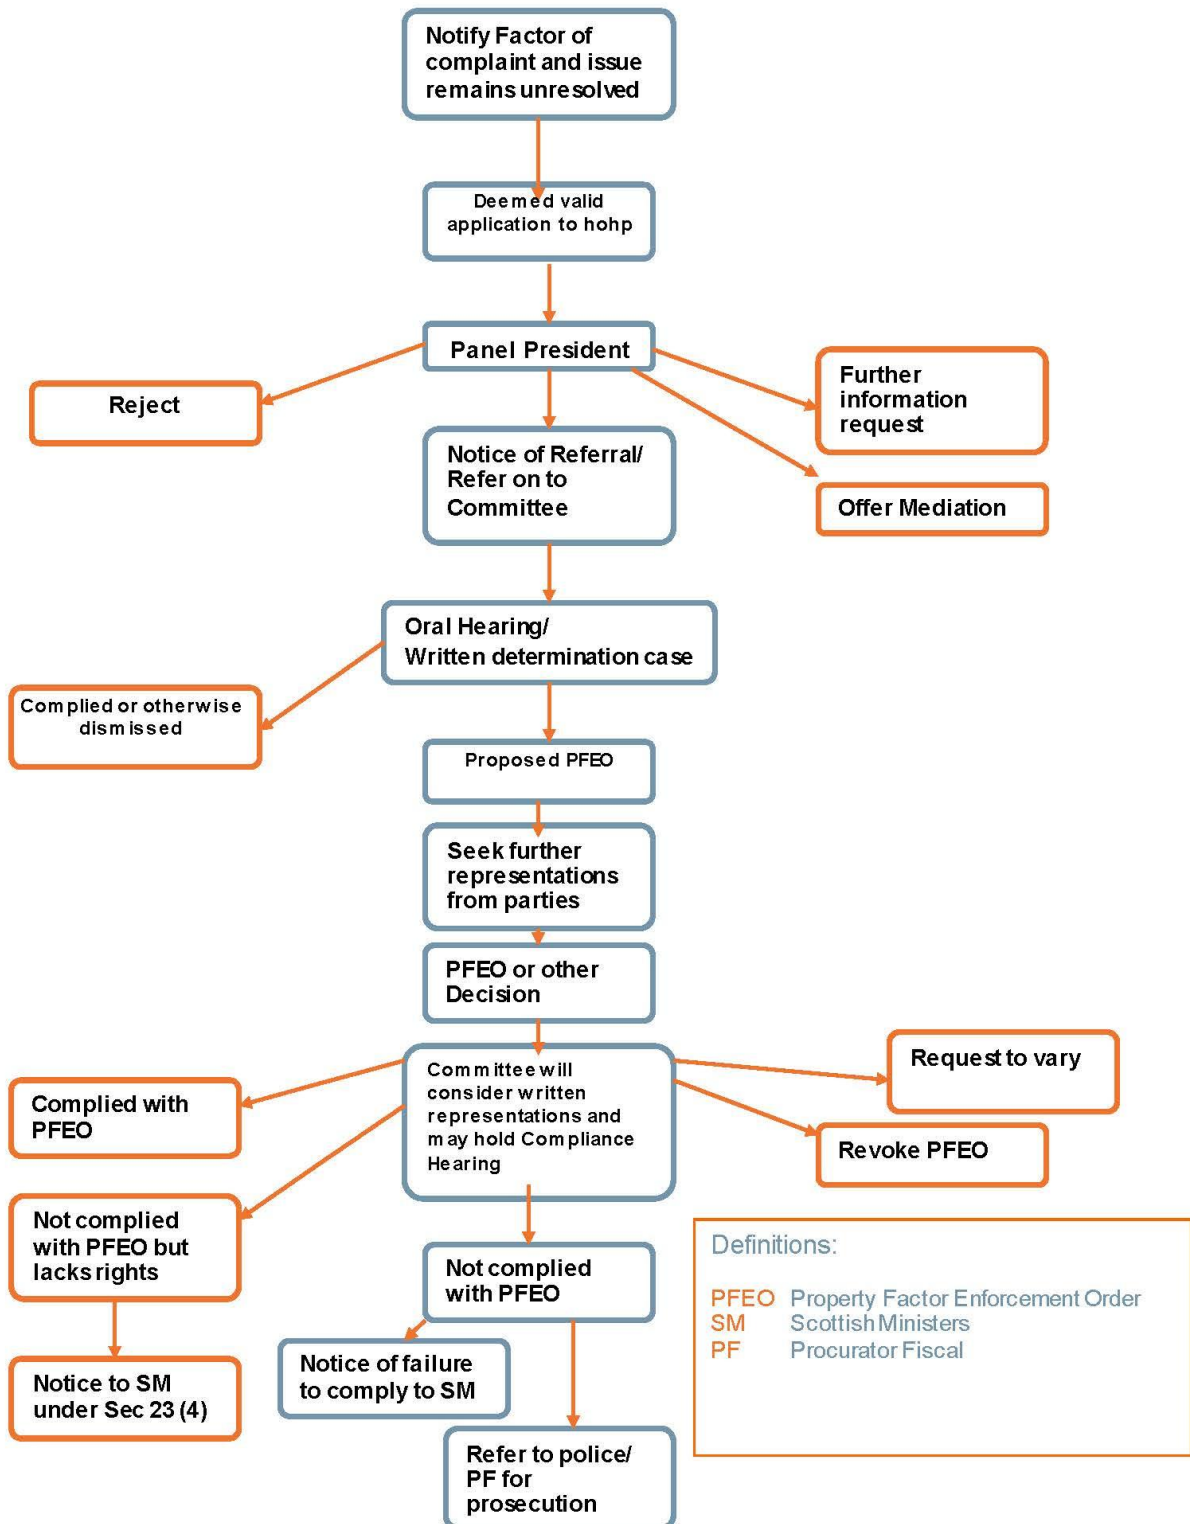 Notify Factor of
complaint and issue
remains unresolved
Deemed valid
application to hohp
Panel President
Reject
Further
information
request
Notice of Referral/
Refer on to
Committee
Offer Mediation
Oral Hearing/
Written determination case
Complied or otherwise
dismissed
Proposed PFEO
Seek further
representations
from parties
PFEO or other
Decision
Committee will
consider written
representations and
may hold Compliance
Hearing
Request to vary
Complied with
PFEO
Revoke PFEO
Not complied
with PFEO but
lacks rights
Not complied
with PFEO
Notice of failure
to comply to SM
Notice to SM
under Sec 23 (4)
Refer to police/
PF for
prosecution
Definitions:
PFEO Property Factor Enforcement Order
SM Scottish Ministers
PF Procurator Fiscal